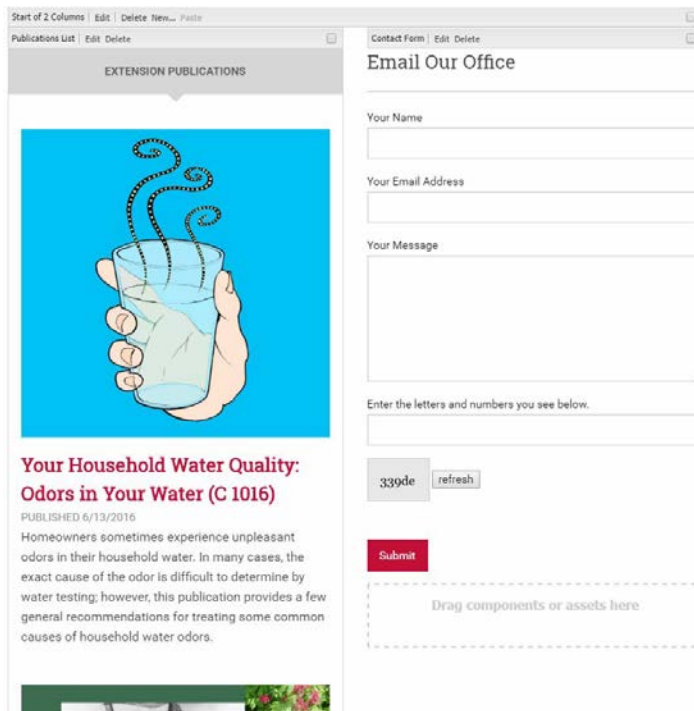 Start of 2 Columns | Edit | Delete New... Paste
Publications List | Edit Delete
EXTENSION PUBLICATIONS
Your Household Water Quality:
Odors in Your Water (C 1016)
PUBLISHED 6/13/2016
Homeowners sometimes experience unpleasant
odors in their household water. In many cases, the
exact cause of the odor is difficult to determine by
water testing; however, this publication provides a few
general recommendations for treating some common
causes of household water odors.
Contact Form | Edit Delete
Email Our Office
Your Name
Your Email Address
Your Message
Enter the letters and numbers you see below.
339de
refresh
Submit
Drag components or assets here